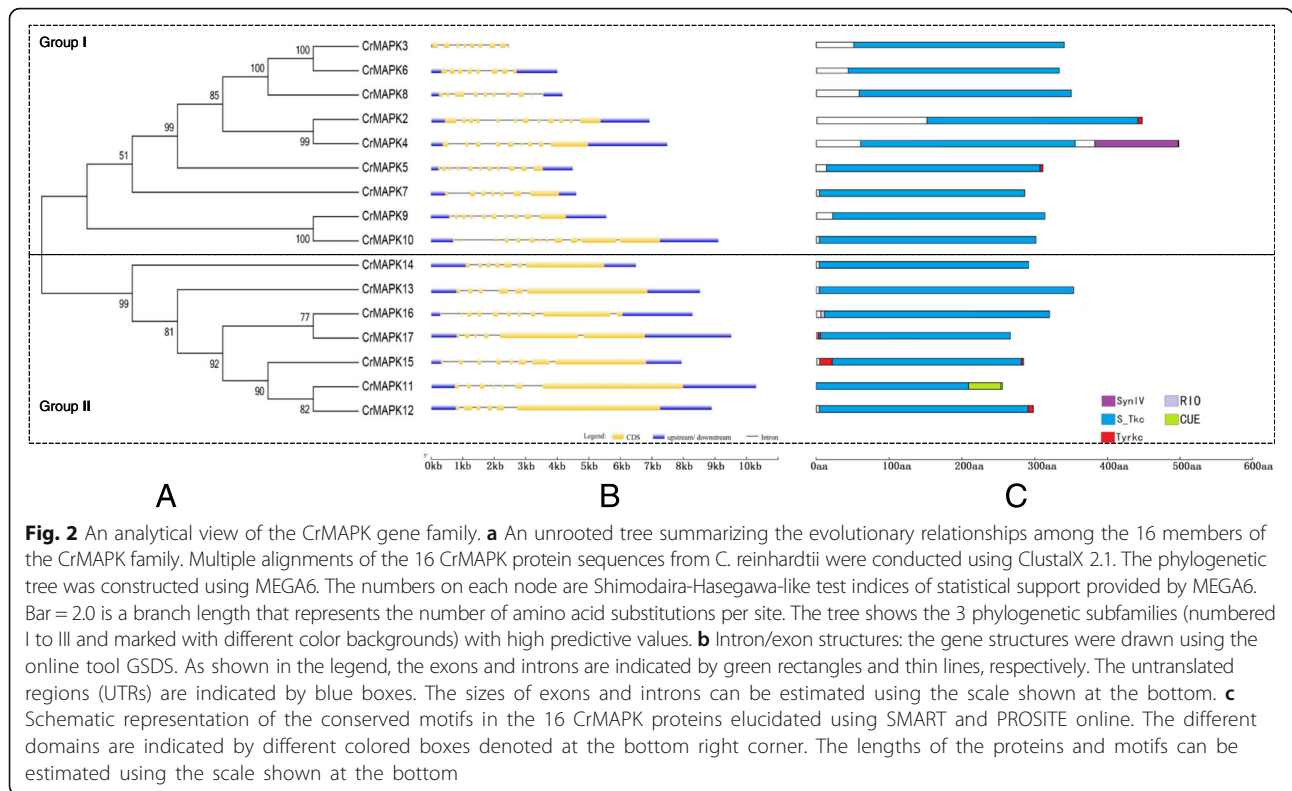 Group I
CrMAPK3
CrMAPK6
CrMAPK8
CrMAPK2
CrMAPK4
CrMAPK5
CrMAPK7
CrMAPK9
CrMAPK10
CrMAPK14
CrMAPK13
CrMAPK16
CrMAPK17
CrMAPK15
CrMAPK11
CrMAPK12
Group II
100
100
85
99
99
51
100
99
81
77
92
90
82
Legend: CDS upstream/ downstream Intron
5'
0kb 1kb 2kb 3kb 4kb 5kb 6kb 7kb 8kb 9kb 10kb
SynIV RIO
S_Tkc CUE
Tyrkc
0aa 100aa 200aa 300aa 400aa 500aa 600aa
A B C
Fig. 2 An analytical view of the CrMAPK gene family. a An unrooted tree summarizing the evolutionary relationships among the 16 members of
the CrMAPK family. Multiple alignments of the 16 CrMAPK protein sequences from C. reinhardtii were conducted using ClustalX 2.1. The phylogenetic
tree was constructed using MEGA6. The numbers on each node are Shimodaira-Hasegawa-like test indices of statistical support provided by MEGA6.
Bar = 2.0 is a branch length that represents the number of amino acid substitutions per site. The tree shows the 3 phylogenetic subfamilies (numbered
I to III and marked with different color backgrounds) with high predictive values. b Intron/exon structures: the gene structures were drawn using the
online tool GSDS. As shown in the legend, the exons and introns are indicated by green rectangles and thin lines, respectively. The untranslated
regions (UTRs) are indicated by blue boxes. The sizes of exons and introns can be estimated using the scale shown at the bottom. c
Schematic representation of the conserved motifs in the 16 CrMAPK proteins elucidated using SMART and PROSITE online. The different
domains are indicated by different colored boxes denoted at the bottom right corner. The lengths of the proteins and motifs can be
estimated using the scale shown at the bottom